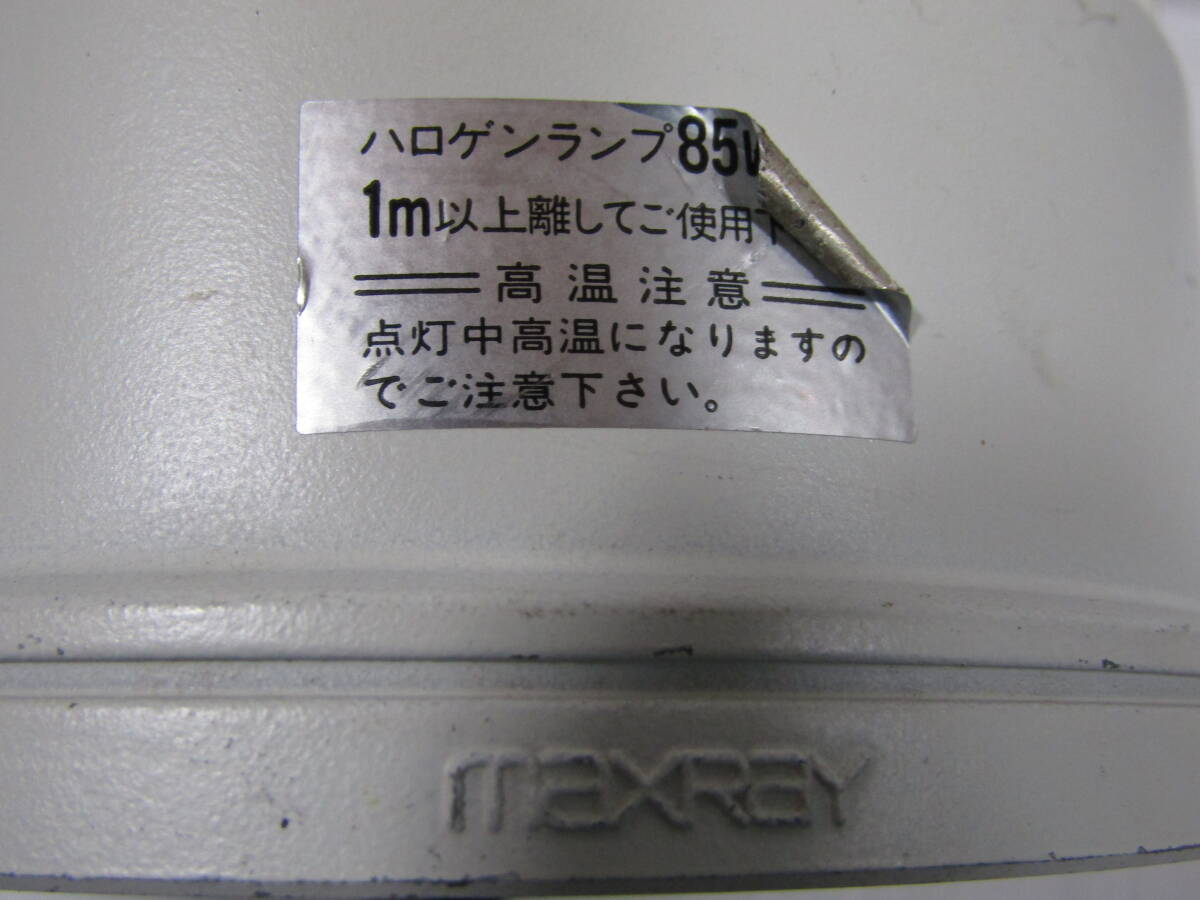 ハロゲンランプ85W
1m以上離してご使用下
高温注意
点灯中高温になりますの
でご注意下さい。
maxray